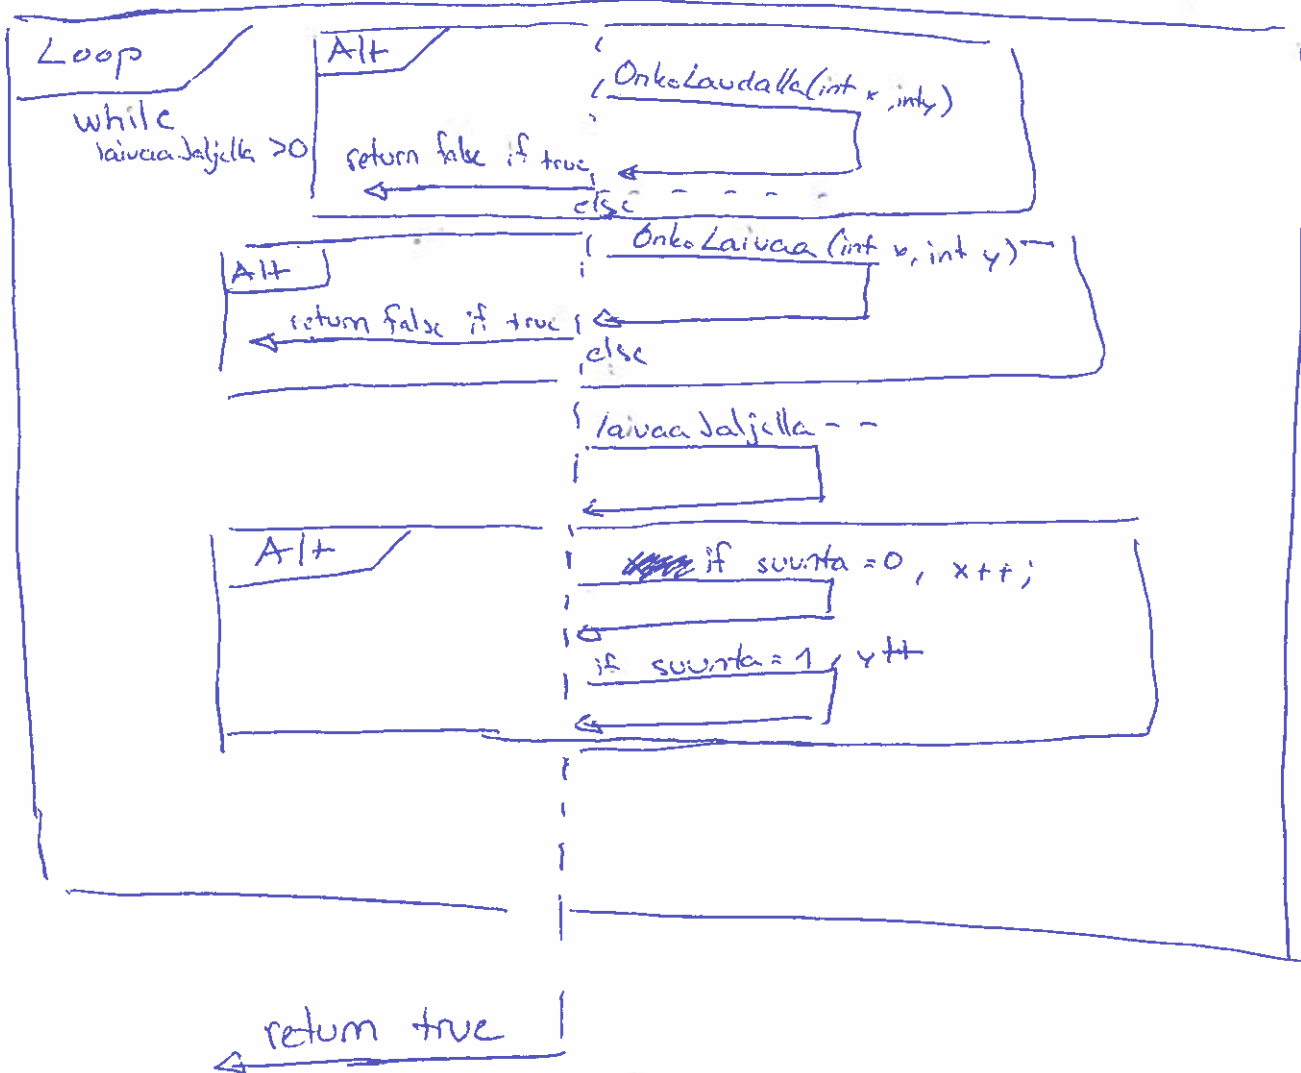 Loop
while
laivaaJaljella >0
Alt
OnkoLaudalla(int x, int y)
return false if true
else
Alt
OnkoLaivaa (int x, int y)
return false if true
else
laivaaJaljella--
Alt
if suunta=0, x++;
if suunta=1, y++
return true